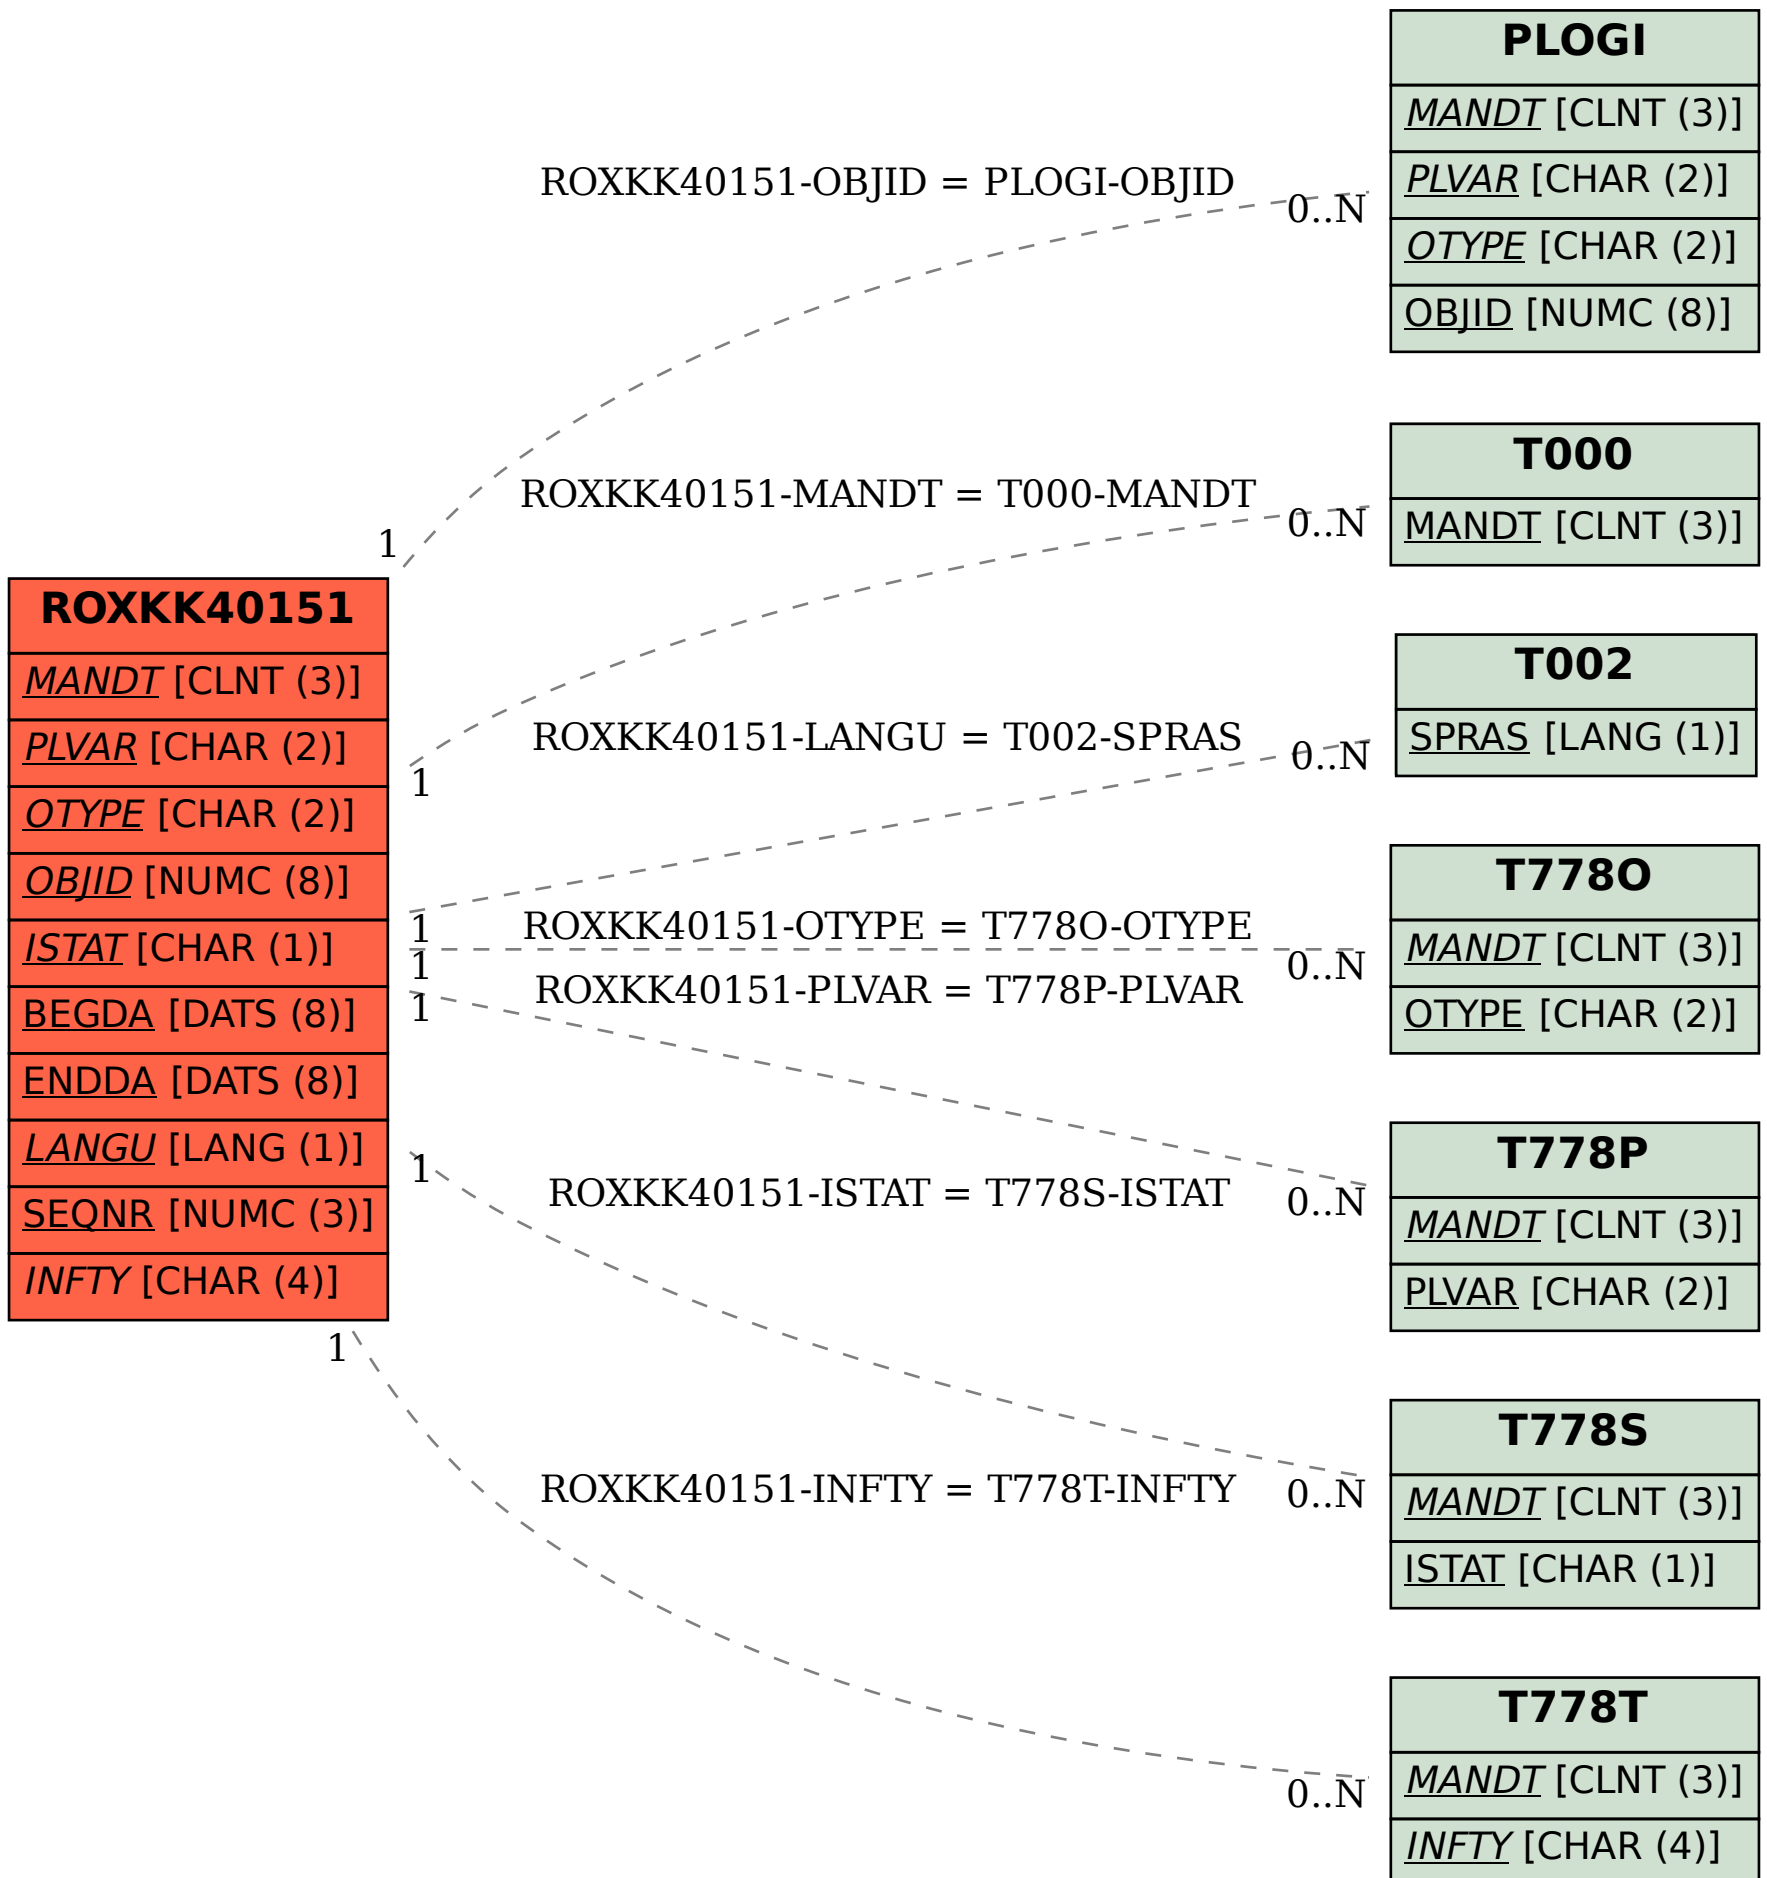 PLOGI
MANDT [CLNT (3)]
PLVAR [CHAR (2)]
OTYPE [CHAR (2)]
OBJID [NUMC (8)]
ROXKK40151-OBJID = PLOGI-OBJID
0..N
1
T000
MANDT [CLNT (3)]
ROXKK40151-MANDT = T000-MANDT
0..N
1
ROXKK40151
MANDT [CLNT (3)]
PLVAR [CHAR (2)]
OTYPE [CHAR (2)]
OBJID [NUMC (8)]
ISTAT [CHAR (1)]
BEGDA [DATS (8)]
ENDDA [DATS (8)]
LANGU [LANG (1)]
SEQNR [NUMC (3)]
INFTY [CHAR (4)]
T002
SPRAS [LANG (1)]
ROXKK40151-LANGU = T002-SPRAS
0..N
1
T778O
MANDT [CLNT (3)]
OTYPE [CHAR (2)]
ROXKK40151-OTYPE = T778O-OTYPE
0..N
1
ROXKK40151-PLVAR = T778P-PLVAR
1
0..N
T778P
MANDT [CLNT (3)]
PLVAR [CHAR (2)]
ROXKK40151-ISTAT = T778S-ISTAT
1
0..N
T778S
MANDT [CLNT (3)]
ISTAT [CHAR (1)]
ROXKK40151-INFTY = T778T-INFTY
1
0..N
T778T
MANDT [CLNT (3)]
INFTY [CHAR (4)]